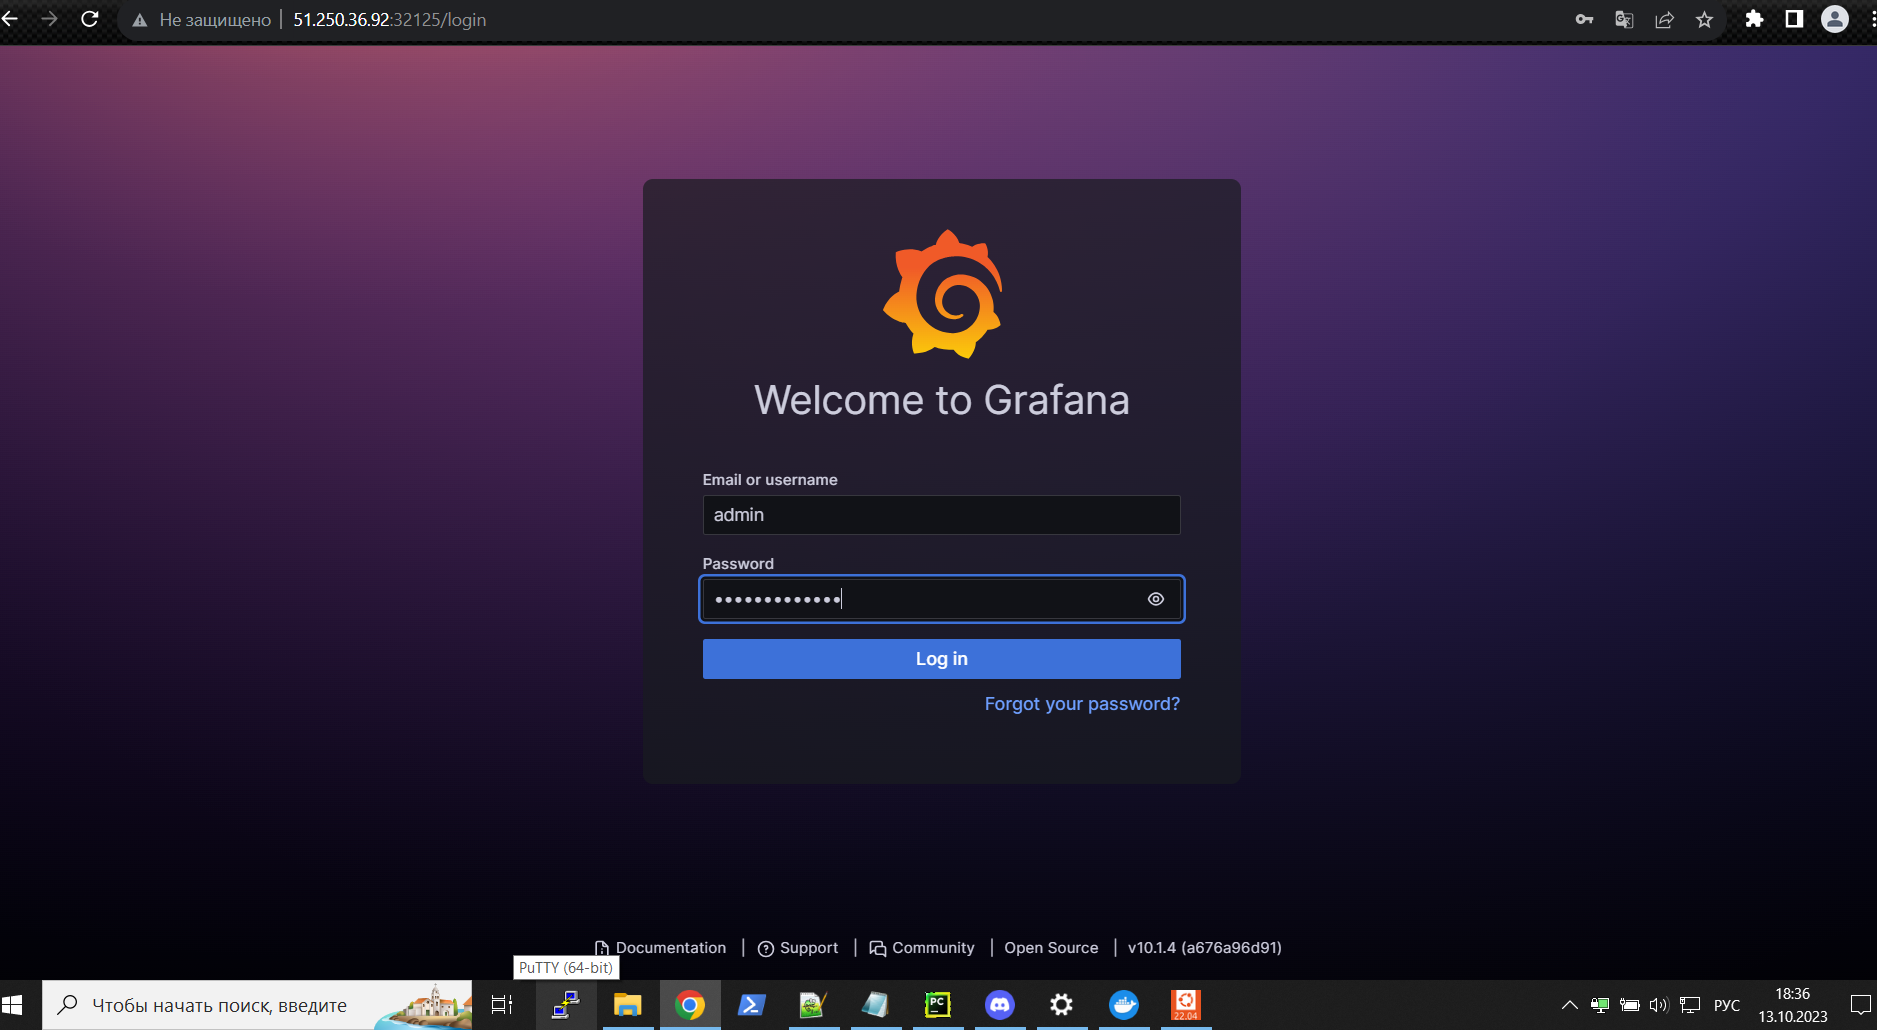 Не защищено | 51.250.36.92:32125/login
Welcome to Grafana
Email or username
admin
Password
•••••••••••••
Log in
Forgot your password?
Documentation | Support | Community | Open Source | v10.1.4 (a676a96d91)
PuTTY (64-bit)
Чтобы начать поиск, введите
PC
22.04
РУС
18:36
13.10.2023